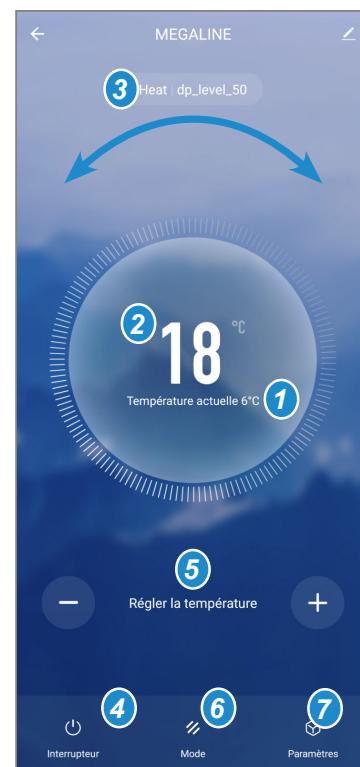 MEGALINE
3 Heat | dp_level_50
2 18 °C
Température actuelle 6°C 1
5
Régler la température
4 6 7
Interrupteur Mode Paramètres